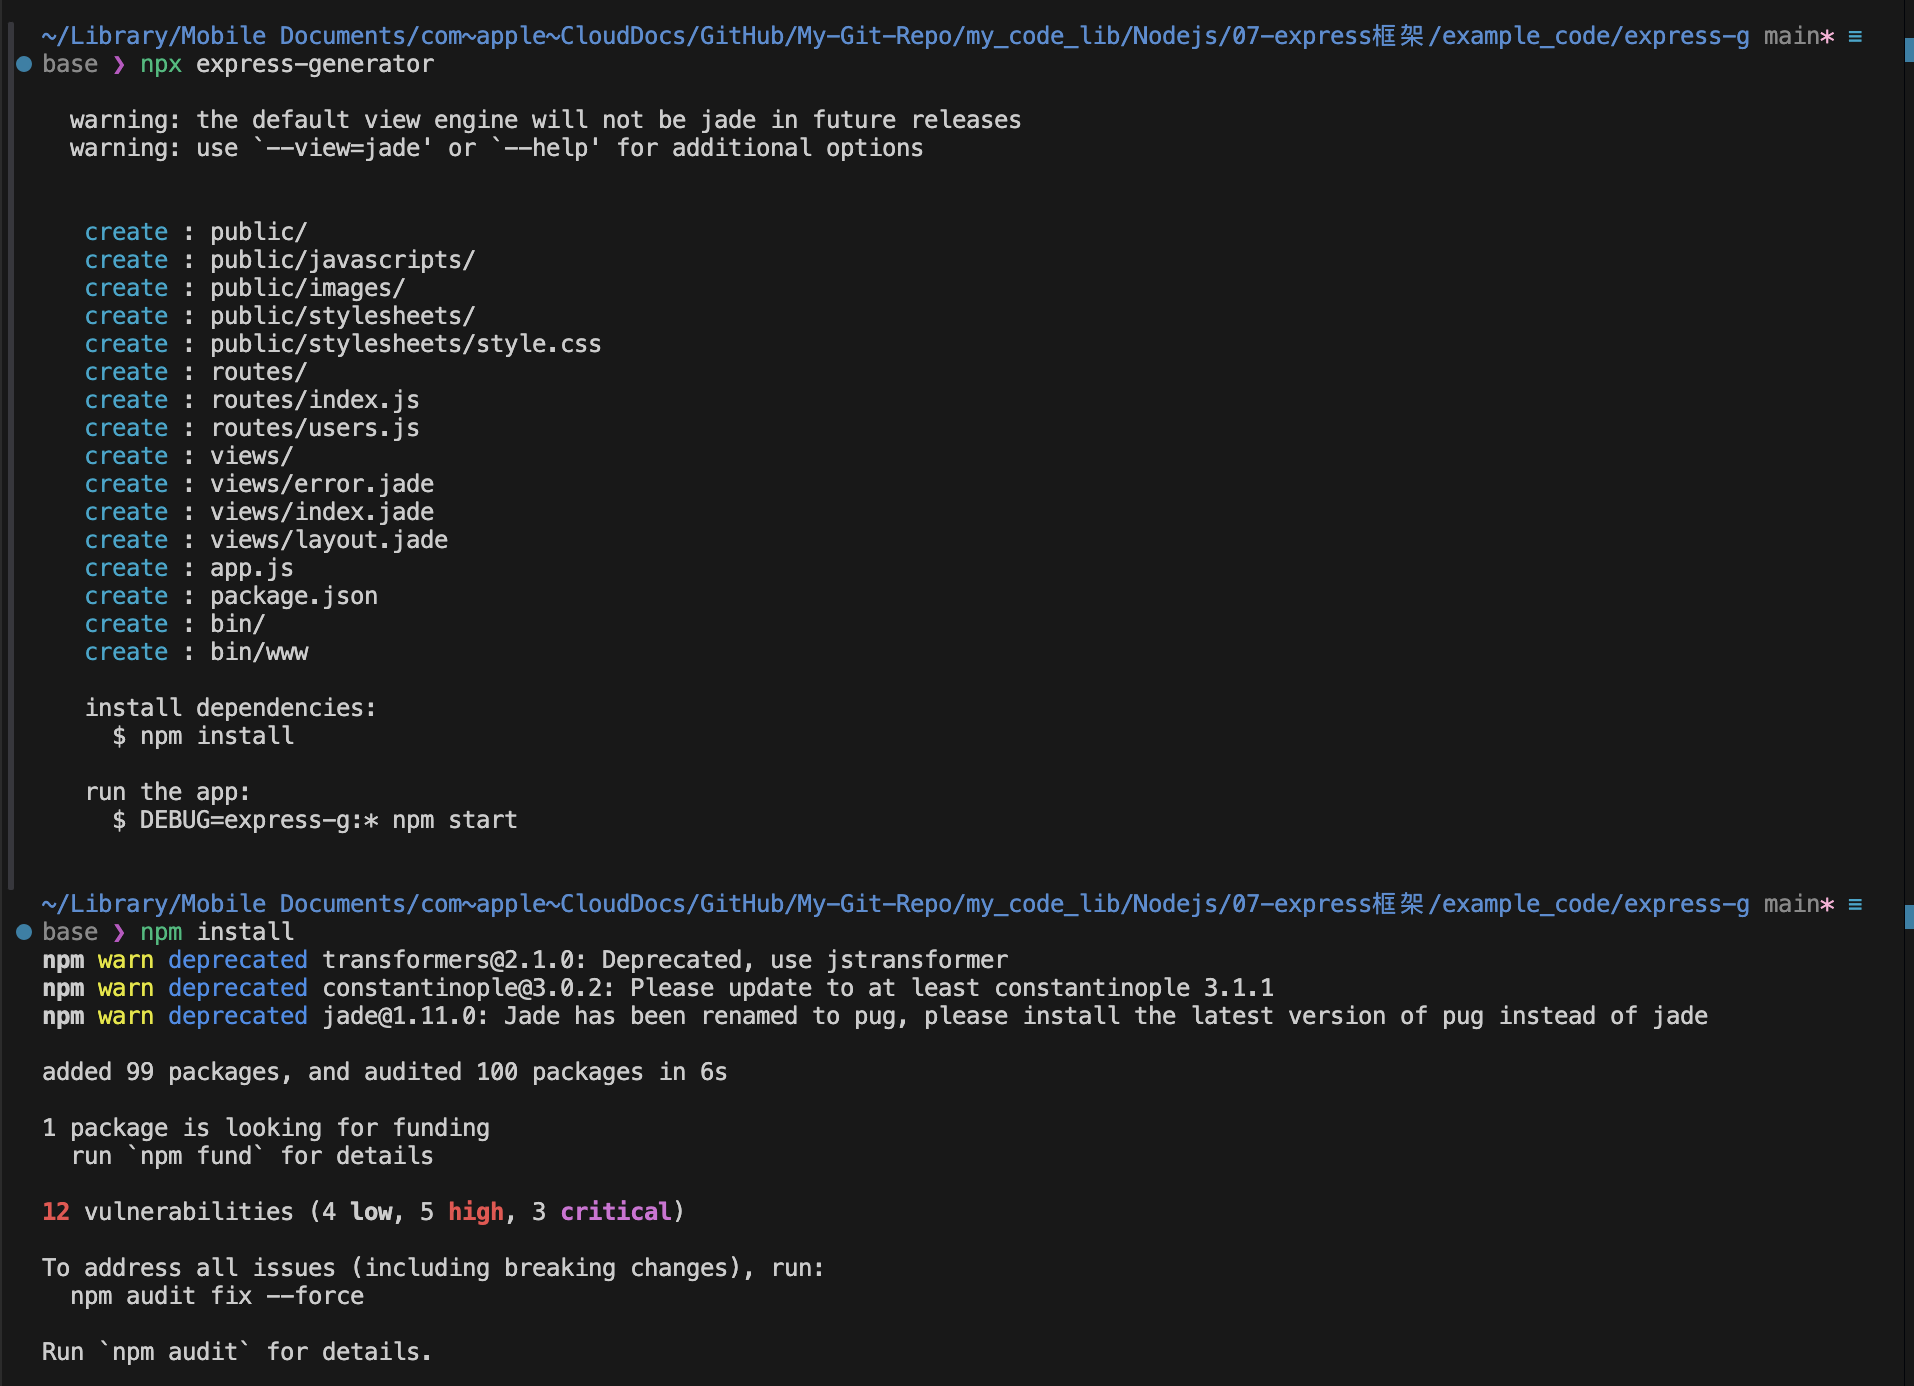 ~/Library/Mobile Documents/com~apple~CloudDocs/GitHub/My-Git-Repo/my_code_lib/Nodejs/07-express框架/example_code/express-g main* ≡
base ❯ npx express-generator
warning: the default view engine will not be jade in future releases
warning: use `--view=jade' or `--help' for additional options
create : public/
create : public/javascripts/
create : public/images/
create : public/stylesheets/
create : public/stylesheets/style.css
create : routes/
create : routes/index.js
create : routes/users.js
create : views/
create : views/error.jade
create : views/index.jade
create : views/layout.jade
create : app.js
create : package.json
create : bin/
create : bin/www
install dependencies:
$ npm install
run the app:
$ DEBUG=express-g:* npm start
~/Library/Mobile Documents/com~apple~CloudDocs/GitHub/My-Git-Repo/my_code_lib/Nodejs/07-express框架/example_code/express-g main* ≡
base ❯ npm install
npm warn deprecated transformers@2.1.0: Deprecated, use jstransformer
npm warn deprecated constantinople@3.0.2: Please update to at least constantinople 3.1.1
npm warn deprecated jade@1.11.0: Jade has been renamed to pug, please install the latest version of pug instead of jade
added 99 packages, and audited 100 packages in 6s
1 package is looking for funding
run `npm fund` for details
12 vulnerabilities (4 low, 5 high, 3 critical)
To address all issues (including breaking changes), run:
npm audit fix --force
Run `npm audit` for details.